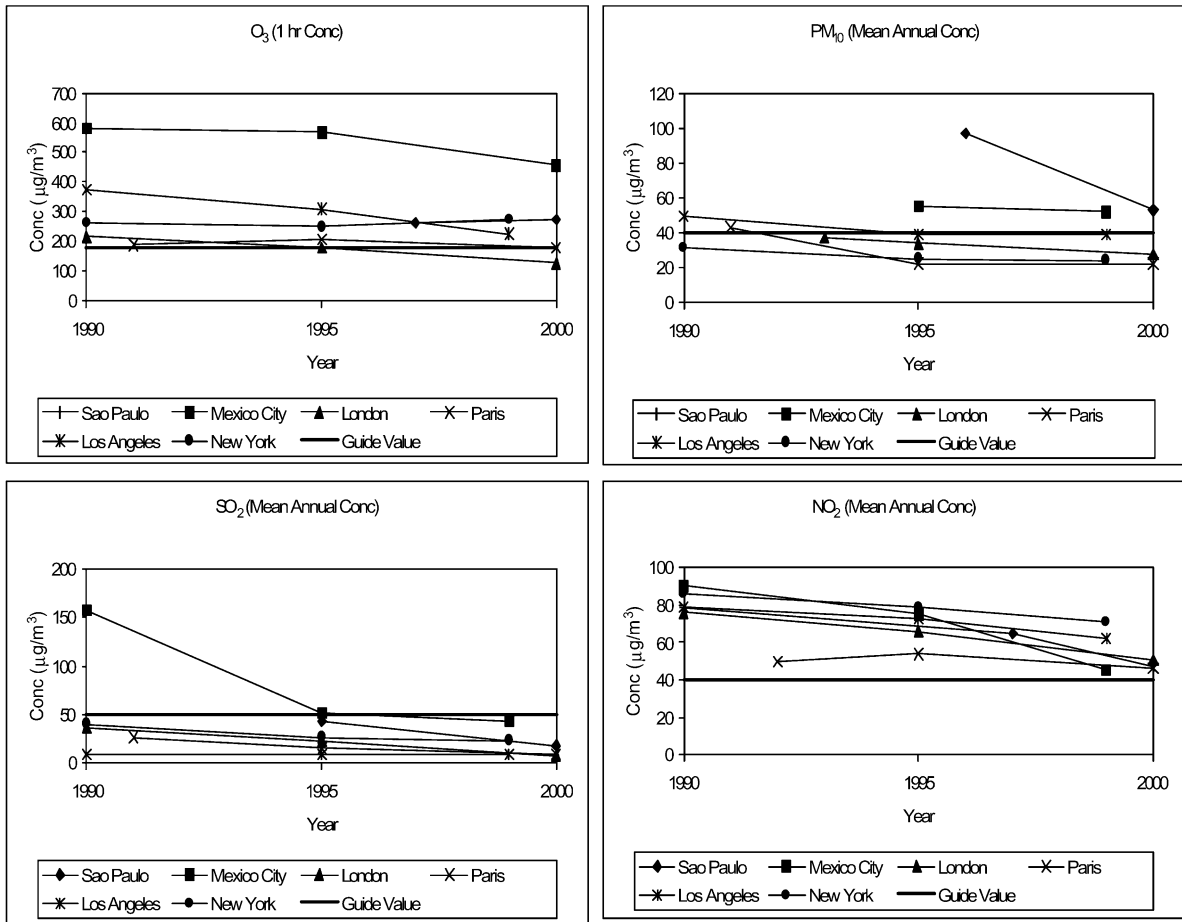 O₃ (1 hr Conc)
Conc (μg/m³)
700
600
500
400
300
200
100
0
1990 1995 2000
Year
Sao Paulo Mexico City London Paris
Los Angeles New York Guide Value
PM₁₀ (Mean Annual Conc)
Conc (μg/m³)
120
100
80
60
40
20
0
1990 1995 2000
Year
Sao Paulo Mexico City London Paris
Los Angeles New York Guide Value
SO₂ (Mean Annual Conc)
Conc (μg/m³)
200
150
100
50
0
1990 1995 2000
Year
Sao Paulo Mexico City London Paris
Los Angeles New York Guide Value
NO₂ (Mean Annual Conc)
Conc (μg/m³)
100
80
60
40
20
0
1990 1995 2000
Year
Sao Paulo Mexico City London Paris
Los Angeles New York Guide Value